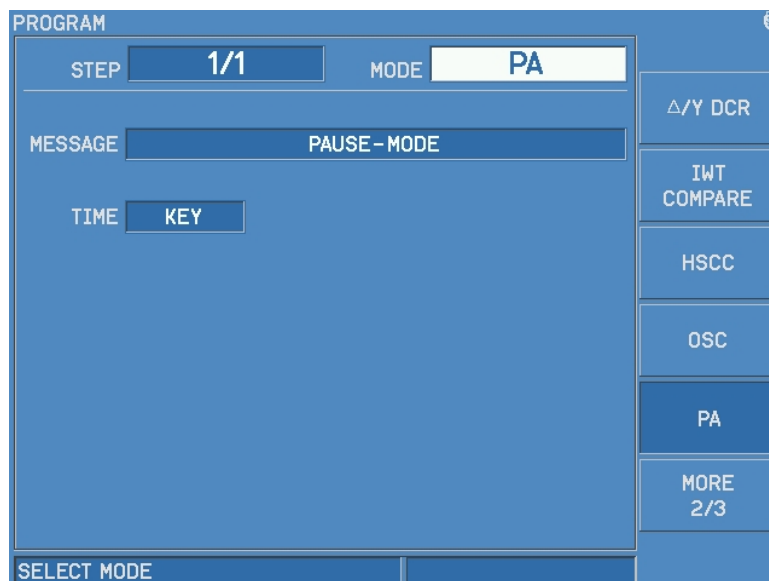 PROGRAM
STEP 1/1 MODE PA
MESSAGE PAUSE-MODE
TIME KEY
△/Y DCR
IWT
COMPARE
HSCC
OSC
PA
MORE
2/3
SELECT MODE